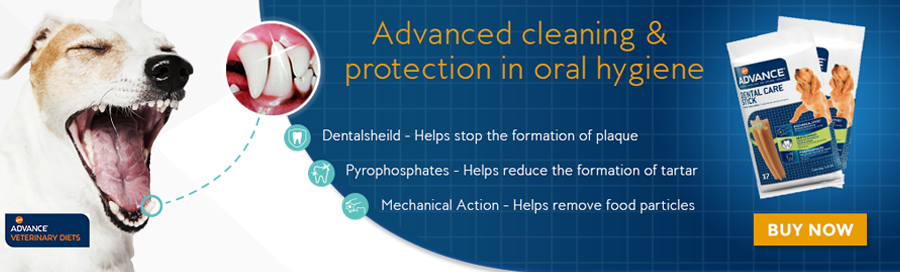 Advanced cleaning &
protection in oral hygiene
Dentalsheild - Helps stop the formation of plaque
Pyrophosphates - Helps reduce the formation of tartar
Mechanical Action - Helps remove food particles
ADVANCE
VETERINARY DIETS
ADVANCE
DENTAL CARE
STICK
BUY NOW